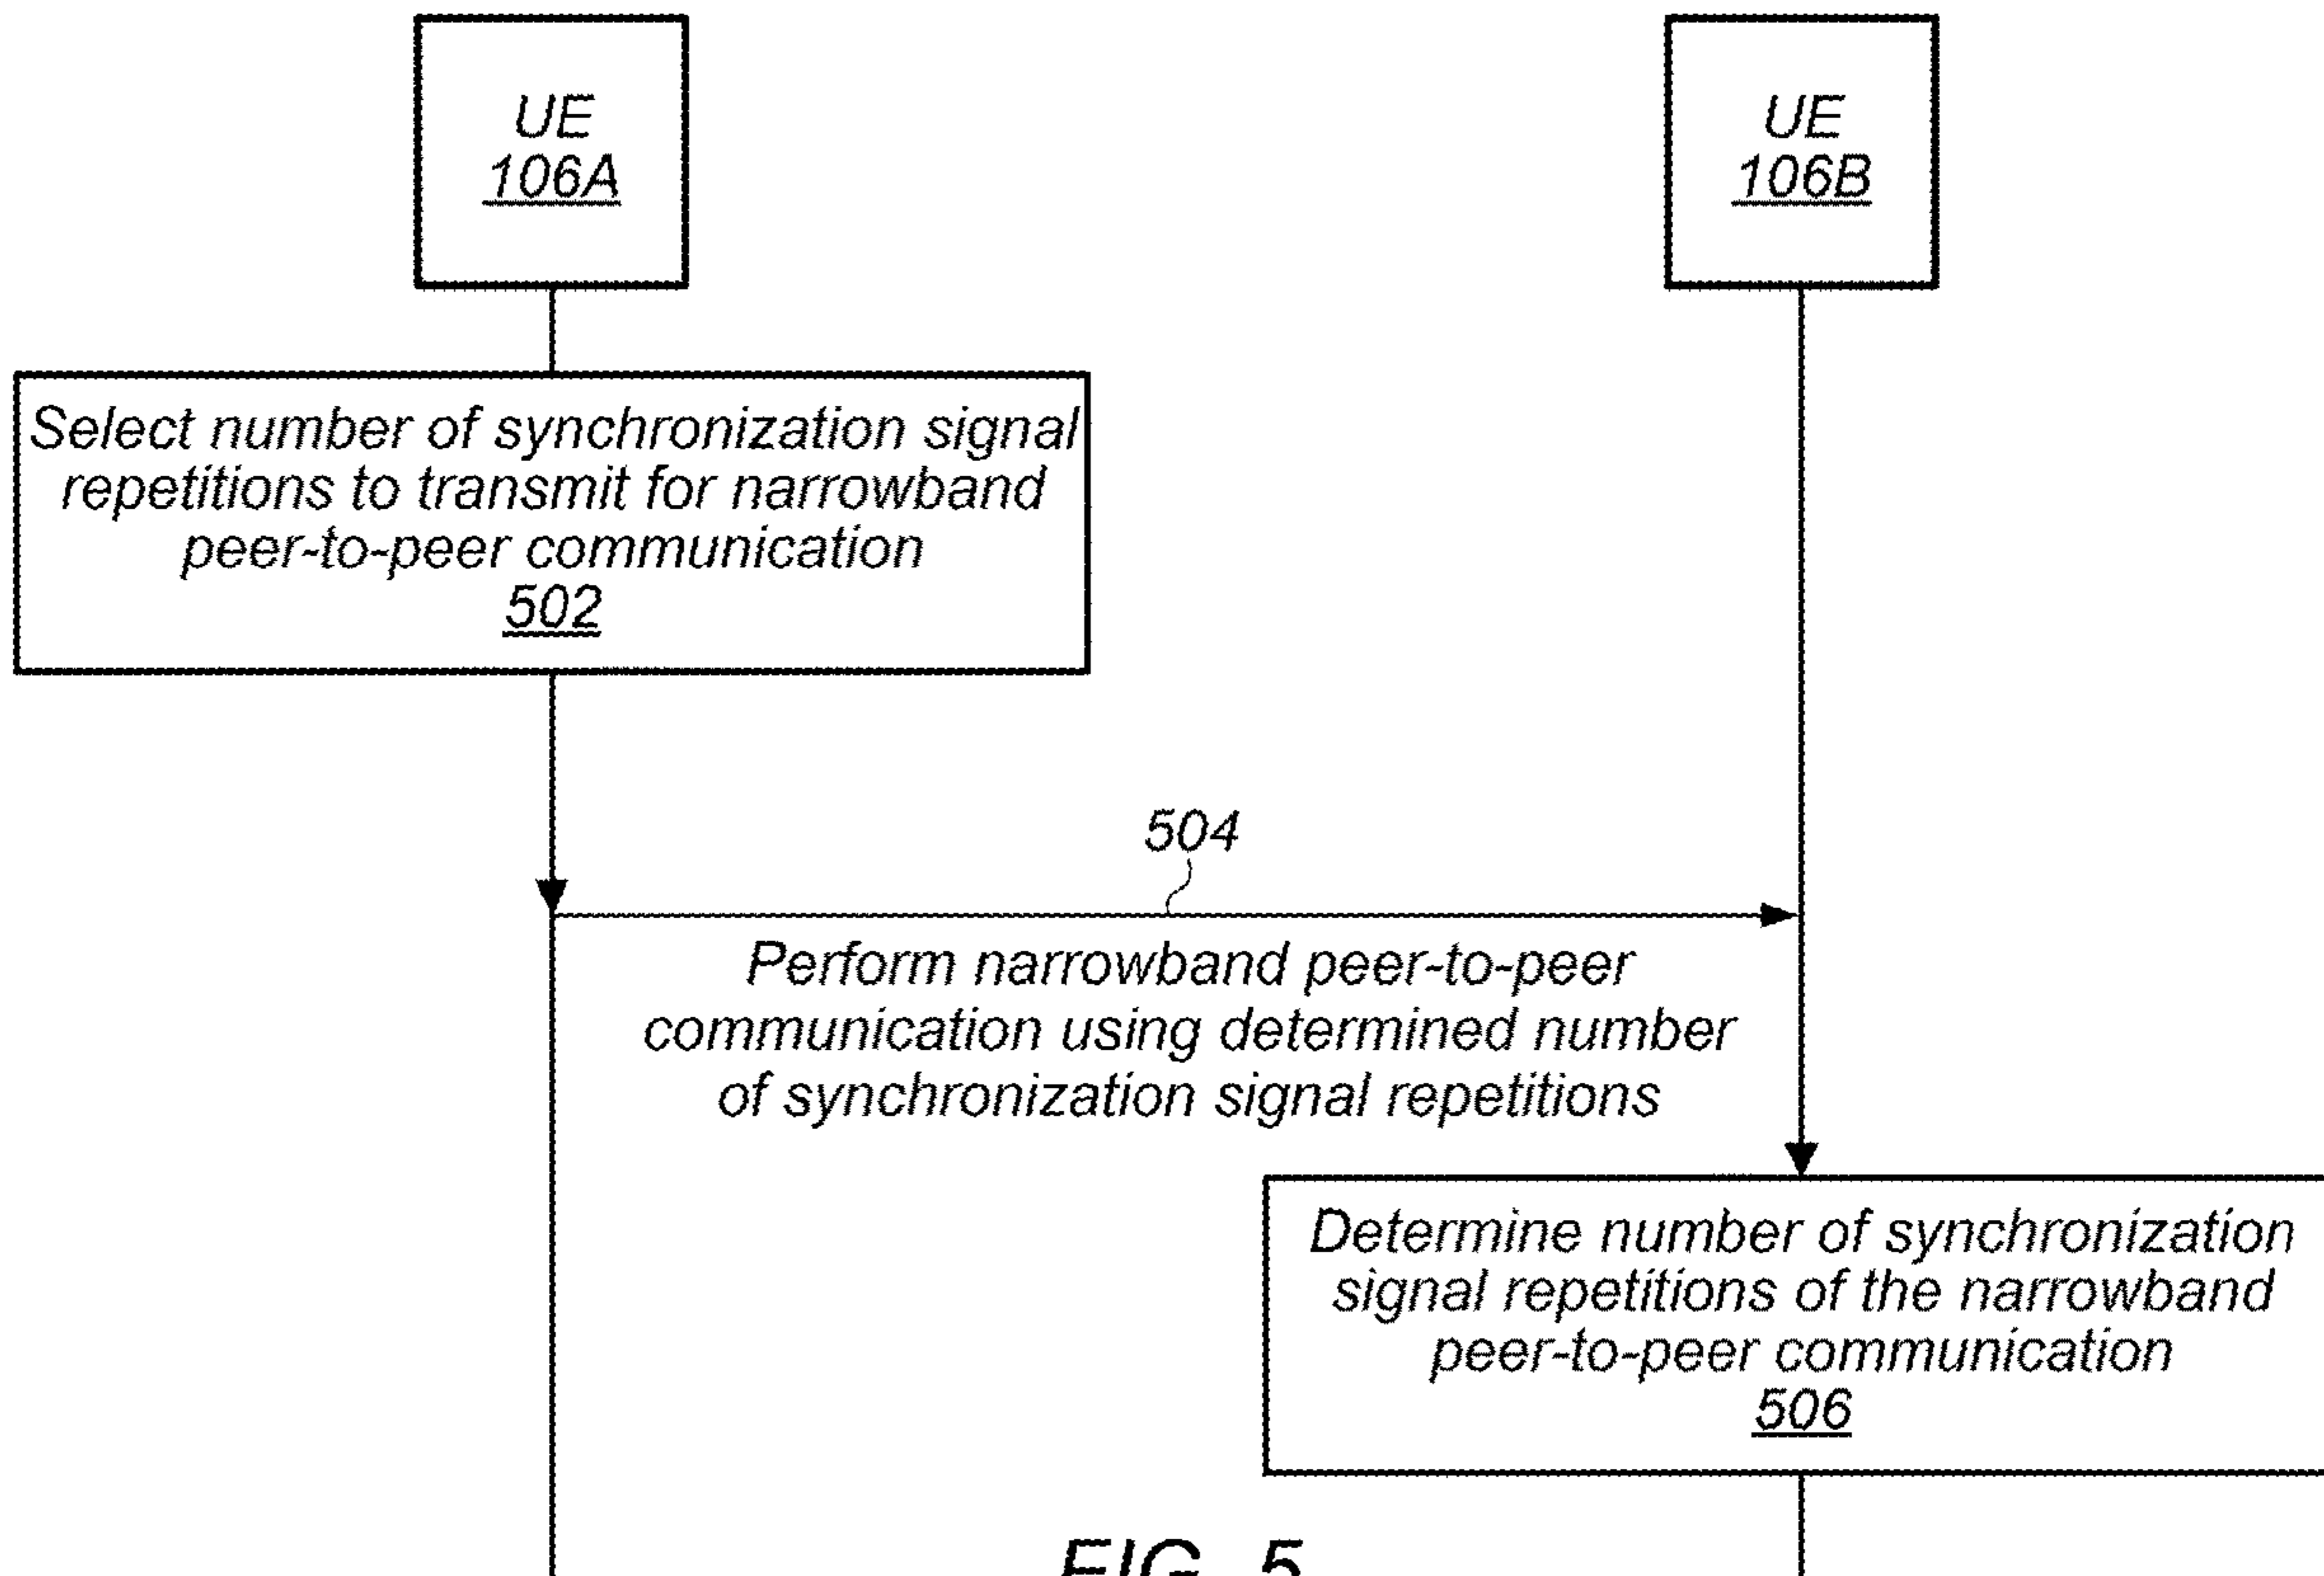 UE
106A
UE
106B
Select number of synchronization signal
repetitions to transmit for narrowband
peer-to-peer communication
502
504
Perform narrowband peer-to-peer
communication using determined number
of synchronization signal repetitions
Determine number of synchronization
signal repetitions of the narrowband
peer-to-peer communication
506
FIG. 5